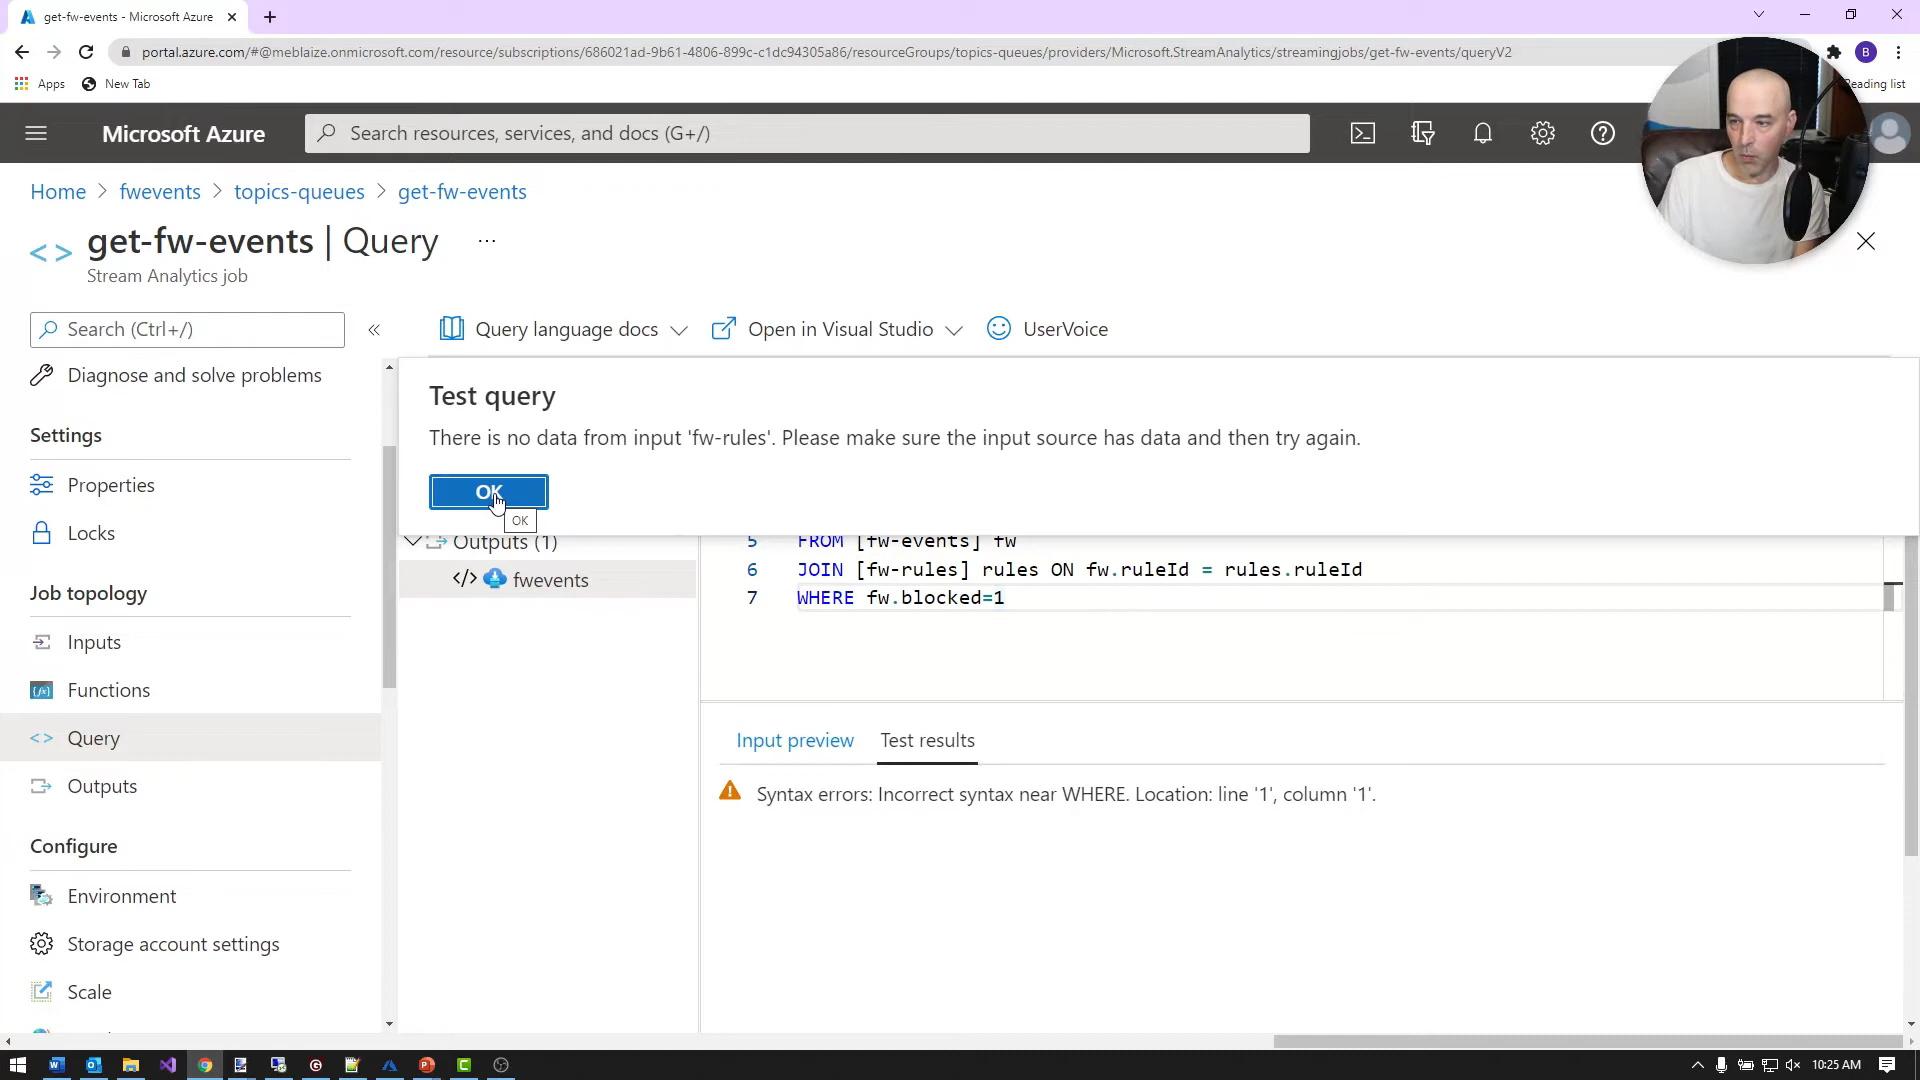 get-fw-events - Microsoft Azure
portal.azure.com/#@meblaize.onmicrosoft.com/resource/subscriptions/686021ad-9b61-4806-899c-c1dc94305a86/resourceGroups/topics-queues/providers/Microsoft.StreamAnalytics/streamingjobs/get-fw-events/queryV2
B
Apps
New Tab
Reading list
Microsoft Azure
Search resources, services, and docs (G+/)
Home > fwevents > topics-queues > get-fw-events
get-fw-events | Query ...
Stream Analytics job
Search (Ctrl+/)
«
Query language docs
Open in Visual Studio
UserVoice
Diagnose and solve problems
Settings
Properties
Locks
Job topology
Inputs
Functions
Query
Outputs
Configure
Environment
Storage account settings
Scale
Test query
There is no data from input 'fw-rules'. Please make sure the input source has data and then try again.
OK
OK
Outputs (1)
fwevents
5 FROM [fw-events] fw
6 JOIN [fw-rules] rules ON fw.ruleId = rules.ruleId
7 WHERE fw.blocked=1
Input preview
Test results
Syntax errors: Incorrect syntax near WHERE. Location: line '1', column '1'.
10:25 AM